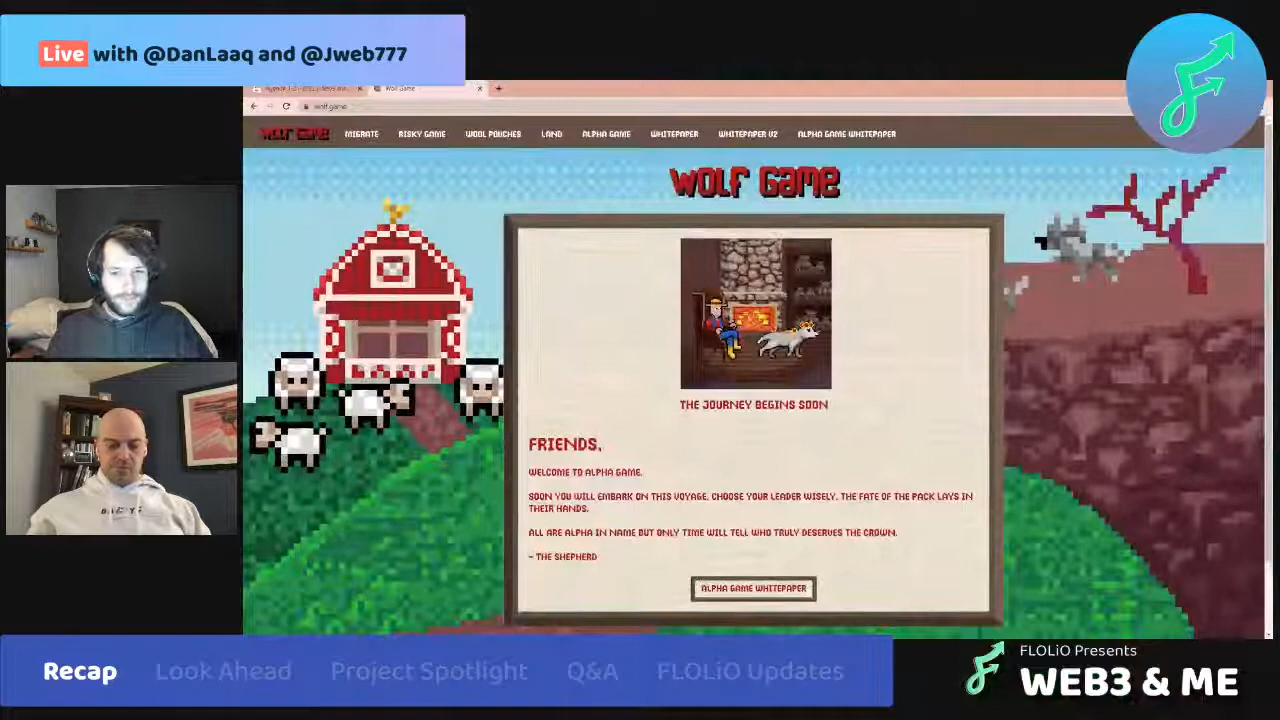 Live with @DanLaaq and @Jweb777
Wolf Game
wolf.game
WOLF GAME MIGRATE RISKY GAME WOOL POUCHES LAND ALPHA GAME WHITEPAPER WHITEPAPER V2 ALPHA GAME WHITEPAPER
WOLF GAME
THE JOURNEY BEGINS SOON
FRIENDS,
WELCOME TO ALPHA GAME.
SOON YOU WILL EMBARK ON THIS VOYAGE. CHOOSE YOUR LEADER WISELY. THE FATE OF THE PACK LAYS IN
THEIR HANDS.
ALL ARE ALPHA IN NAME BUT ONLY TIME WILL TELL WHO TRULY DESERVES THE CROWN.
- THE SHEPHERD
ALPHA GAME WHITEPAPER
Recap Look Ahead Project Spotlight Q&A FLOLiO Updates
FLOLiO Presents
WEB3 & ME